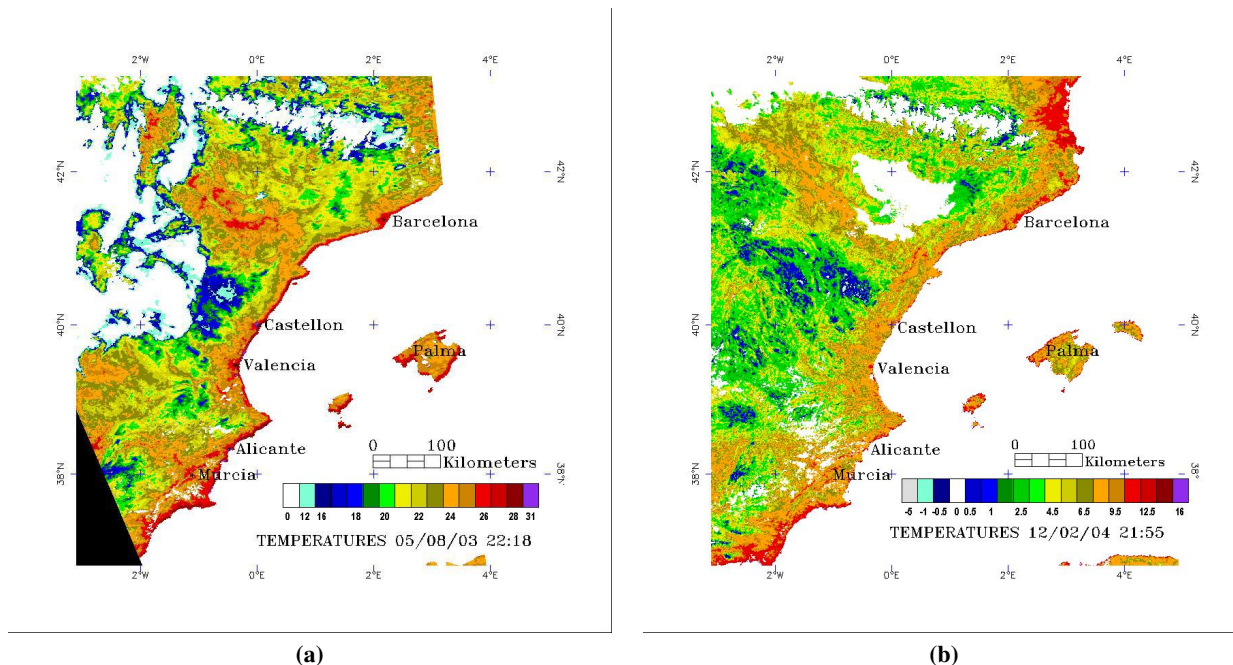 2°W 0°E 2°E 4°E
42°N 42°N
Barcelona
40°N Castellon 40°N
Valencia Palma
Alicante 0 100
Kilometers
38°N Murcia 38°N
0 12 16 18 20 22 24 26 28 31
TEMPERATURES 05/08/03 22:18
2°W 0°E 2°E 4°E
(a)
2°W 0°E 2°E 4°E
42°N 42°N
Barcelona
40°N Castellon 40°N
Valencia Palma
Alicante 0 100
Kilometers
38°N Murcia 38°
-5 -1 -0.5 0 0.5 1 2.5 4.5 6.5 9.5 12.5 16
TEMPERATURES 12/02/04 21:55
2°W 0°E 2°E 4°E
(b)